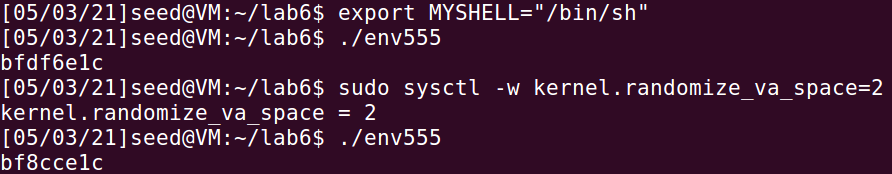 [05/03/21]seed@VM:~/lab6$ export MYSHELL="/bin/sh"
[05/03/21]seed@VM:~/lab6$ ./env555
bfdf6e1c
[05/03/21]seed@VM:~/lab6$ sudo sysctl -w kernel.randomize_va_space=2
kernel.randomize_va_space = 2
[05/03/21]seed@VM:~/lab6$ ./env555
bf8cce1c